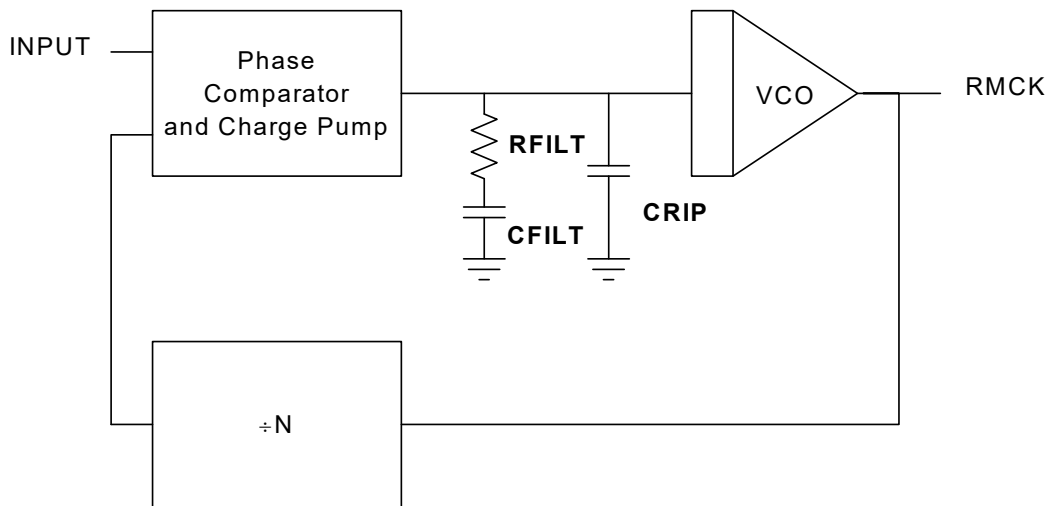 INPUT
Phase
Comparator
and Charge Pump
VCO
RMCK
RFILT
CRIP
CFILT
÷N